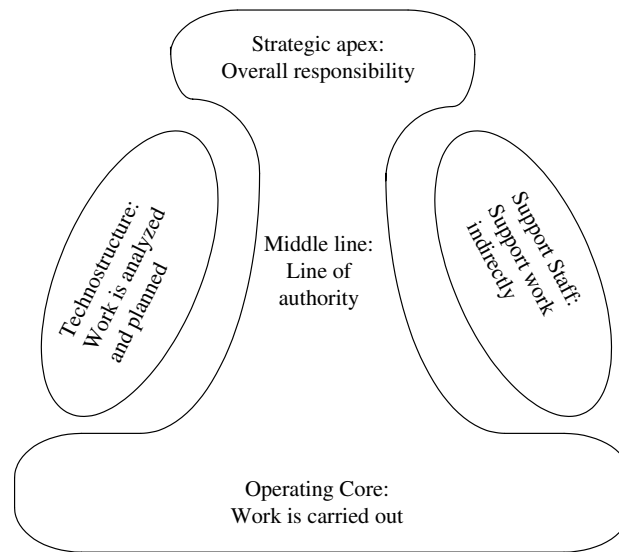 Strategic apex:
Overall responsibility
Technostructure:
Work is analyzed
and planned
Middle line:
Line of
authority
Support Staff:
Support work
indirectly
Operating Core:
Work is carried out